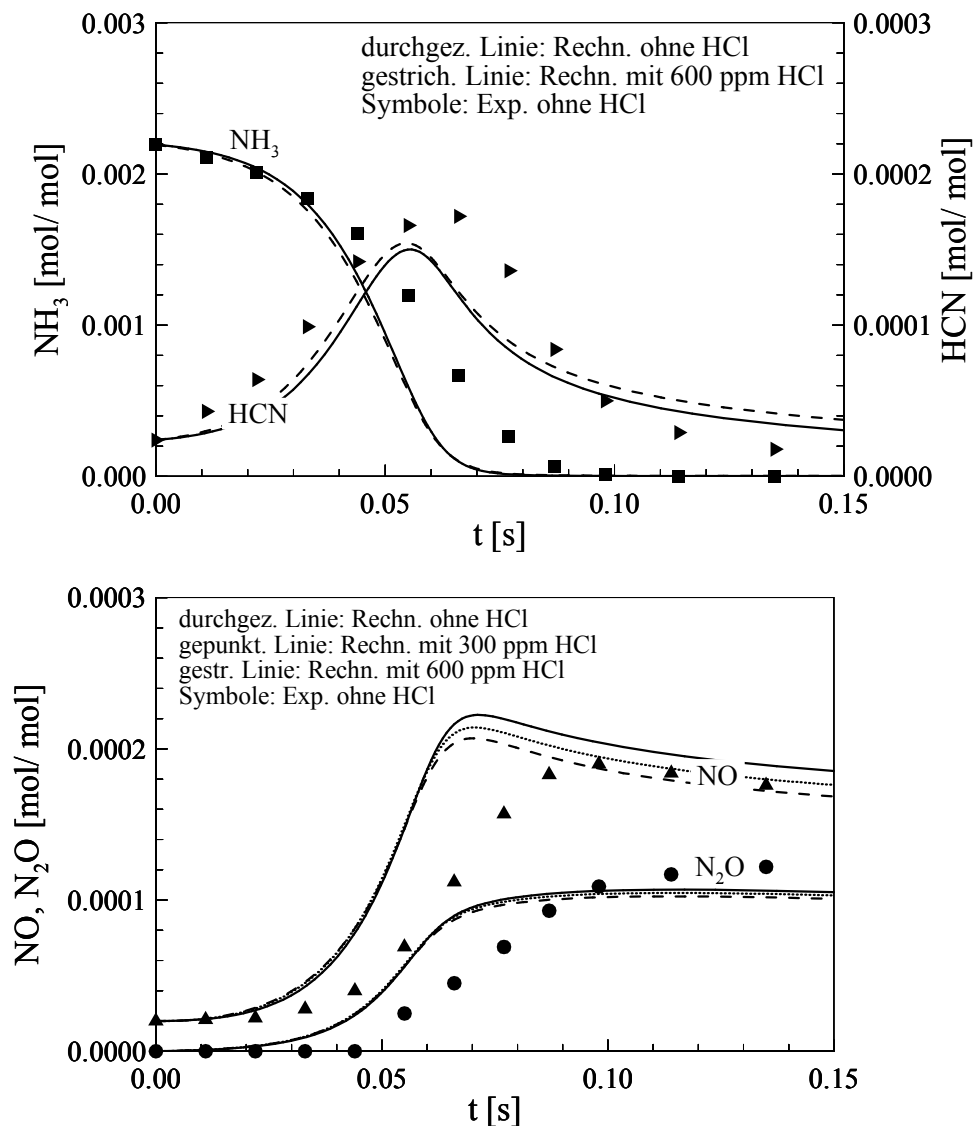 0.003
0.0003
durchgez. Linie: Rechn. ohne HCl
gestrich. Linie: Rechn. mit 600 ppm HCl
Symbole: Exp. ohne HCl
NH₃
0.002
0.0002
NH₃ [mol/ mol]
HCN [mol/ mol]
0.001
0.0001
HCN
0.000
0.0000
0.00 0.05 0.10 0.15
t [s]
0.0003
durchgez. Linie: Rechn. ohne HCl
gepunkt. Linie: Rechn. mit 300 ppm HCl
gestr. Linie: Rechn. mit 600 ppm HCl
Symbole: Exp. ohne HCl
0.0002
NO
NO, N₂O [mol/ mol]
N₂O
0.0001
0.0000
0.00 0.05 0.10 0.15
t [s]